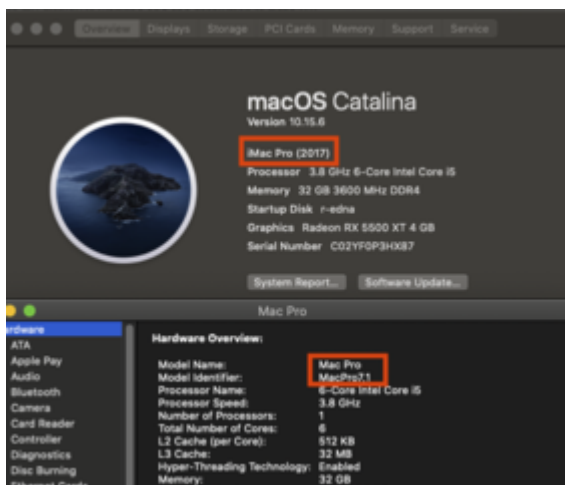 Overview Displays Storage PCI Cards Memory Support Service
macOS Catalina
Version 10.15.6
iMac Pro (2017)
Processor 3.8 GHz 6-Core Intel Core i5
Memory 32 GB 3600 MHz DDR4
Startup Disk r-edna
Graphics Radeon RX 5500 XT 4 GB
Serial Number C02YF0P3HX87
System Report... Software Update...
Mac Pro
ardware
ATA
Apple Pay
Audio
Bluetooth
Camera
Card Reader
Controller
Diagnostics
Disc Burning
Ethernet Cards
Hardware Overview:
Model Name: Mac Pro
Model Identifier: MacPro7,1
Processor Name: 6-Core Intel Core i5
Processor Speed: 3.8 GHz
Number of Processors: 1
Total Number of Cores: 6
L2 Cache (per Core): 512 KB
L3 Cache: 32 MB
Hyper-Threading Technology: Enabled
Memory: 32 GB